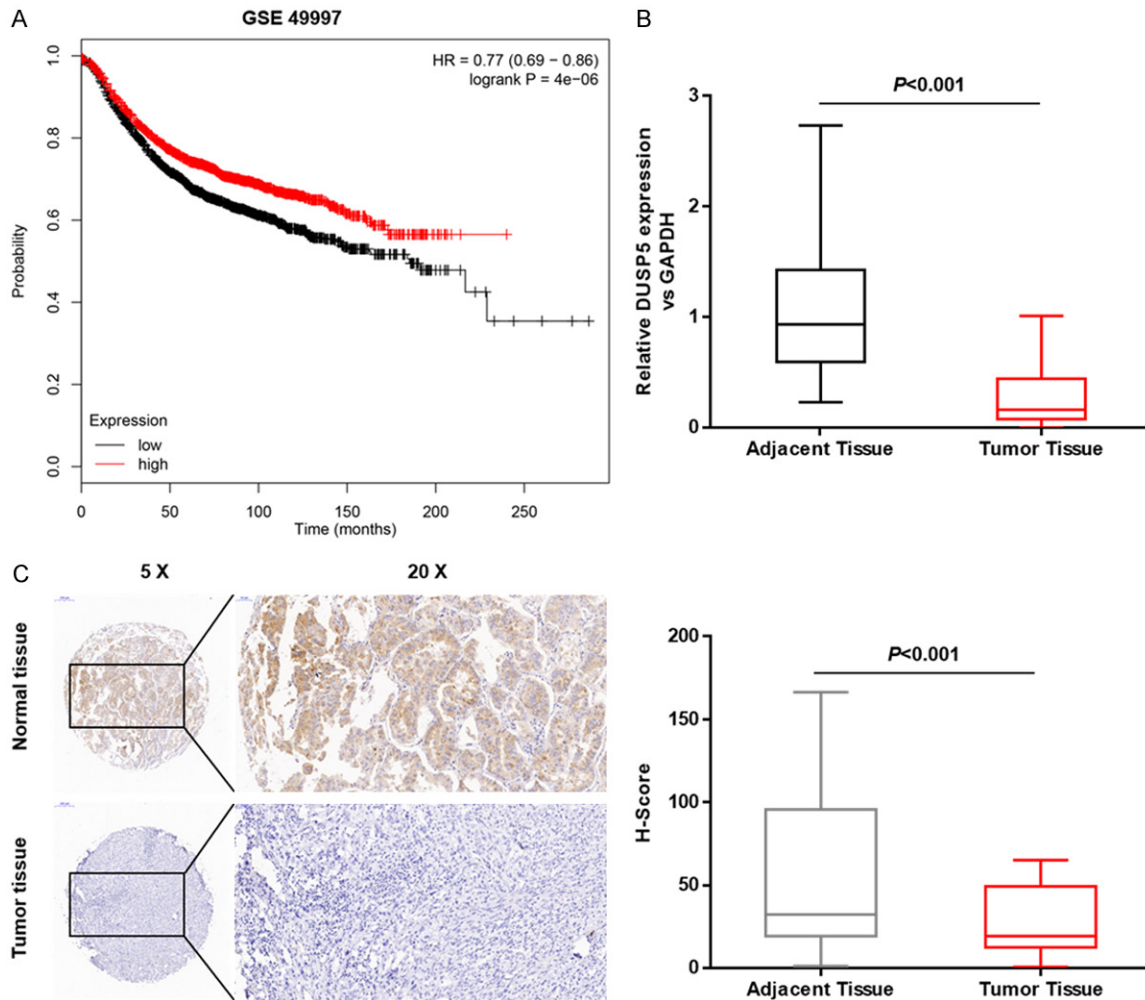 A
GSE 49997
HR = 0.77 (0.69 − 0.86)
logrank P = 4e−06
Probability
1.0
0.8
0.6
0.4
0.2
0.0
Expression
low
high
0
50
100
150
200
250
Time (months)
B
P<0.001
Relative DUSP5 expression
vs GAPDH
3
2
1
0
Adjacent Tissue
Tumor Tissue
C
5 X
20 X
Normal tissue
Tumor tissue
P<0.001
H-Score
200
150
100
50
0
Adjacent Tissue
Tumor Tissue